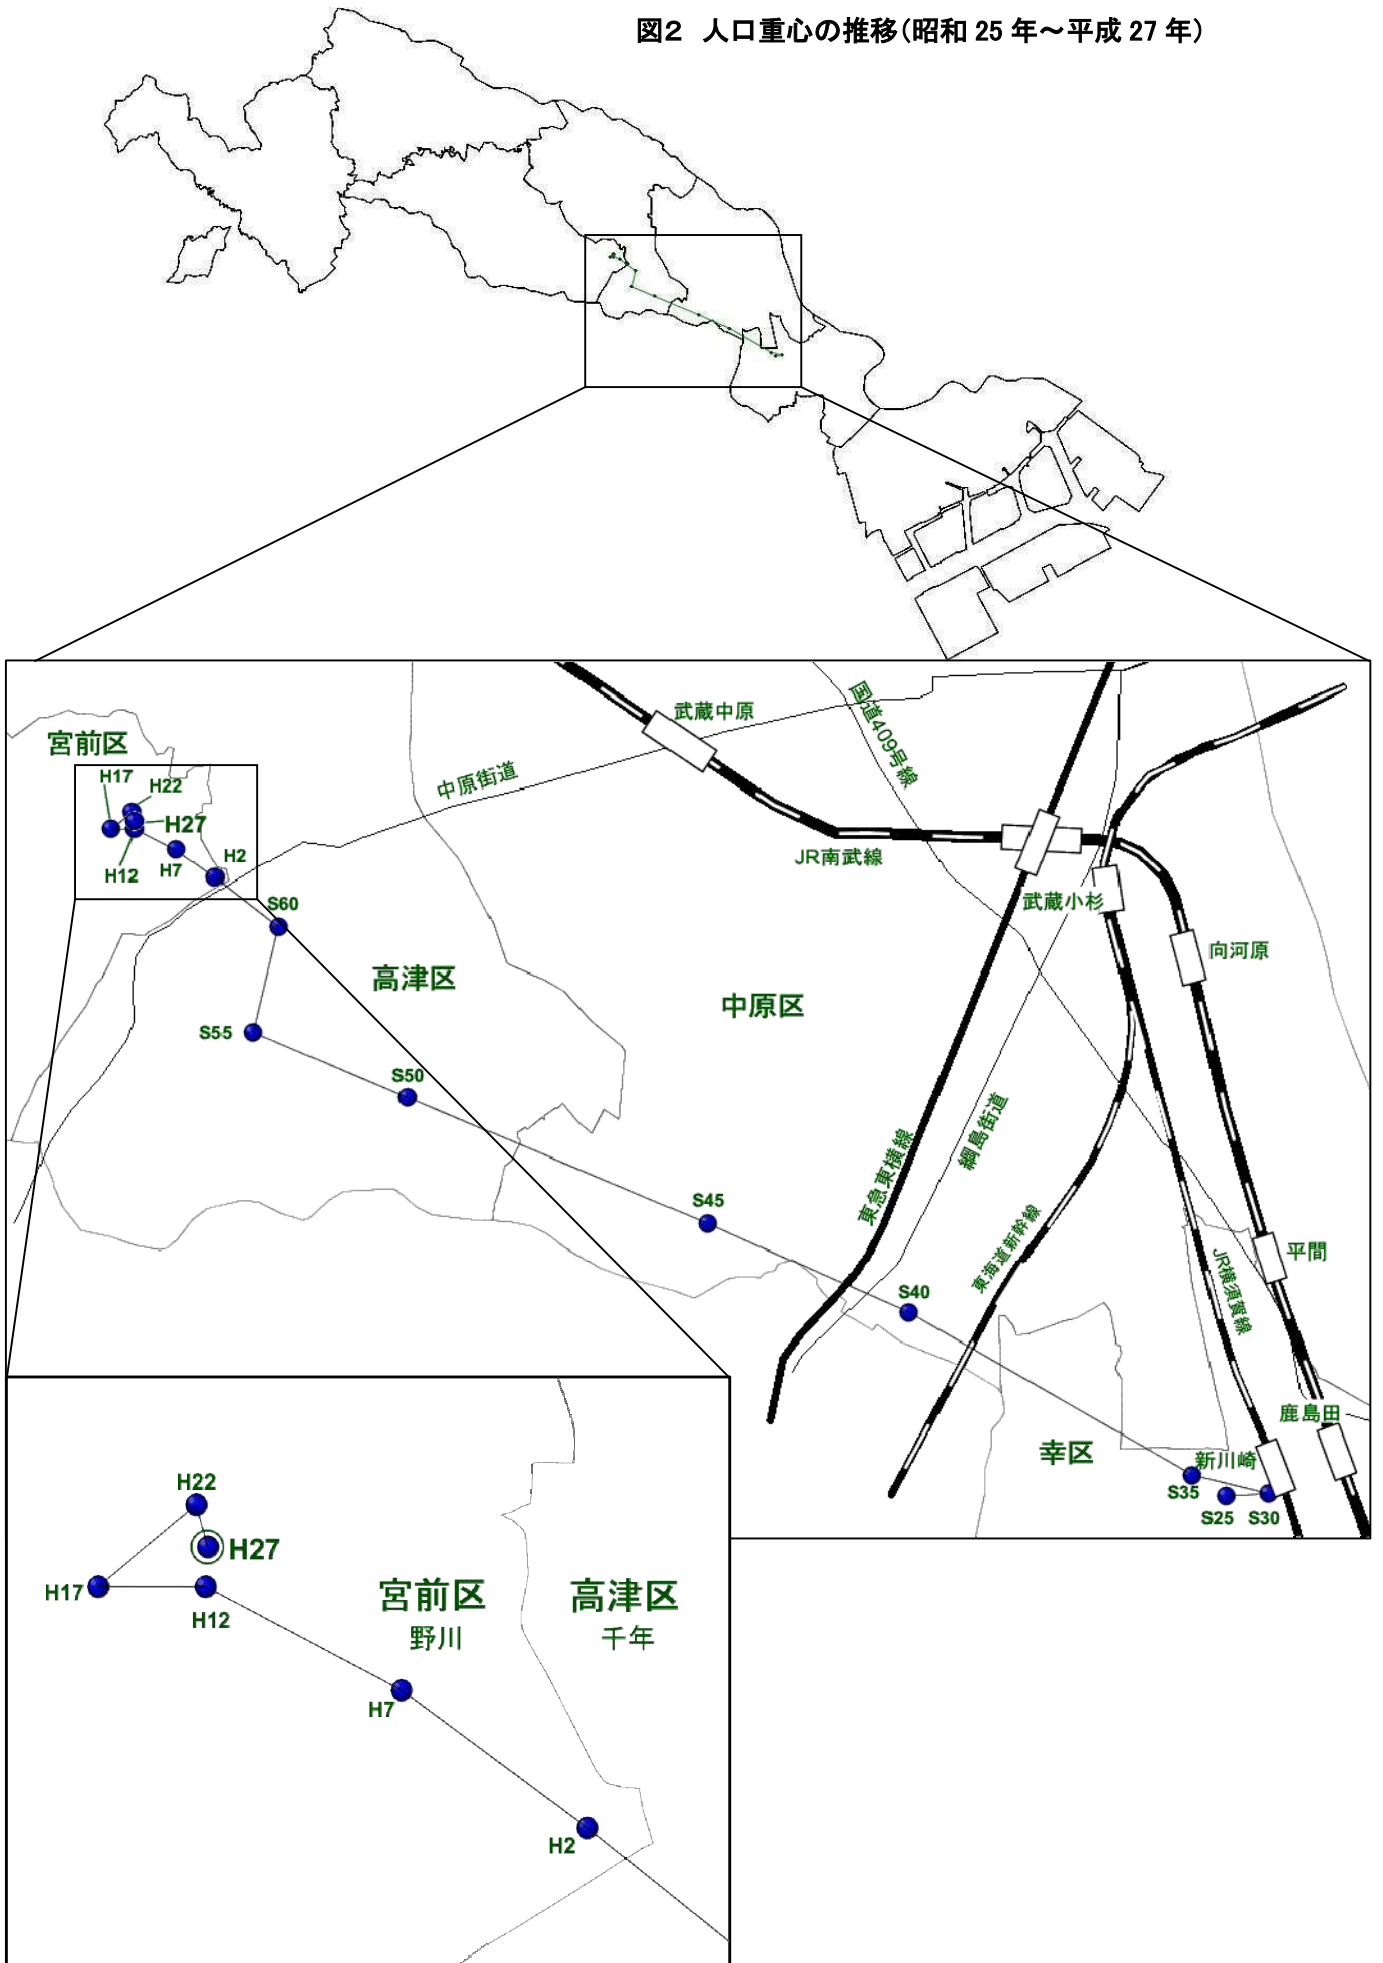 図2 人口重心の推移(昭和 25 年～平成 27 年)
宮前区
H17
H22
H27
H12
H7
H2
S60
中原街道
武蔵中原
国道409号線
JR南武線
武蔵小杉
向河原
高津区
中原区
S55
S50
S45
東急東横線
綱島街道
東海道新幹線
S40
JR横須賀線
平間
鹿島田
幸区
新川崎
S35
S25
S30
H22
H27
H17
H12
宮前区
野川
高津区
千年
H7
H2